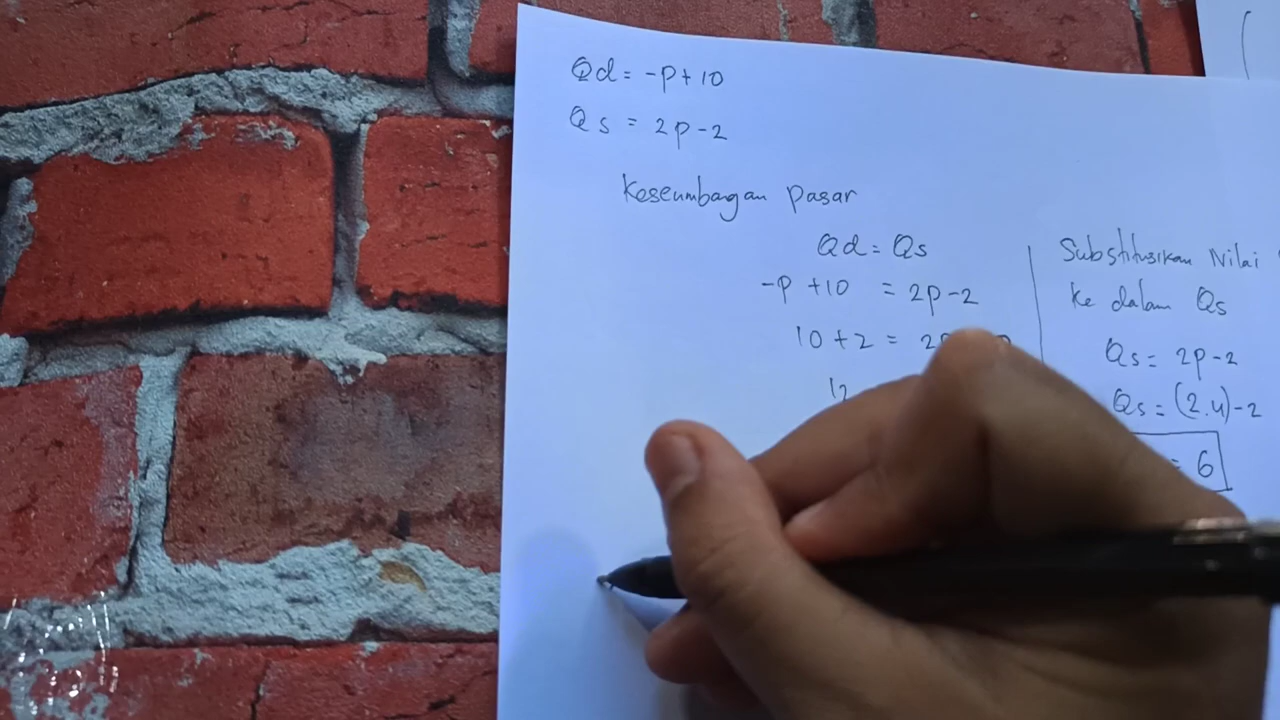 Qd = -P+10
Qs = 2p-2
Keseimbangan pasar
Qd = Qs
-P +10 = 2p-2
10+2 =
12
Substitusikan Nilai
Ke dalam Qs
Qs = 2p-2
Qs = (2.4)-2
= 6